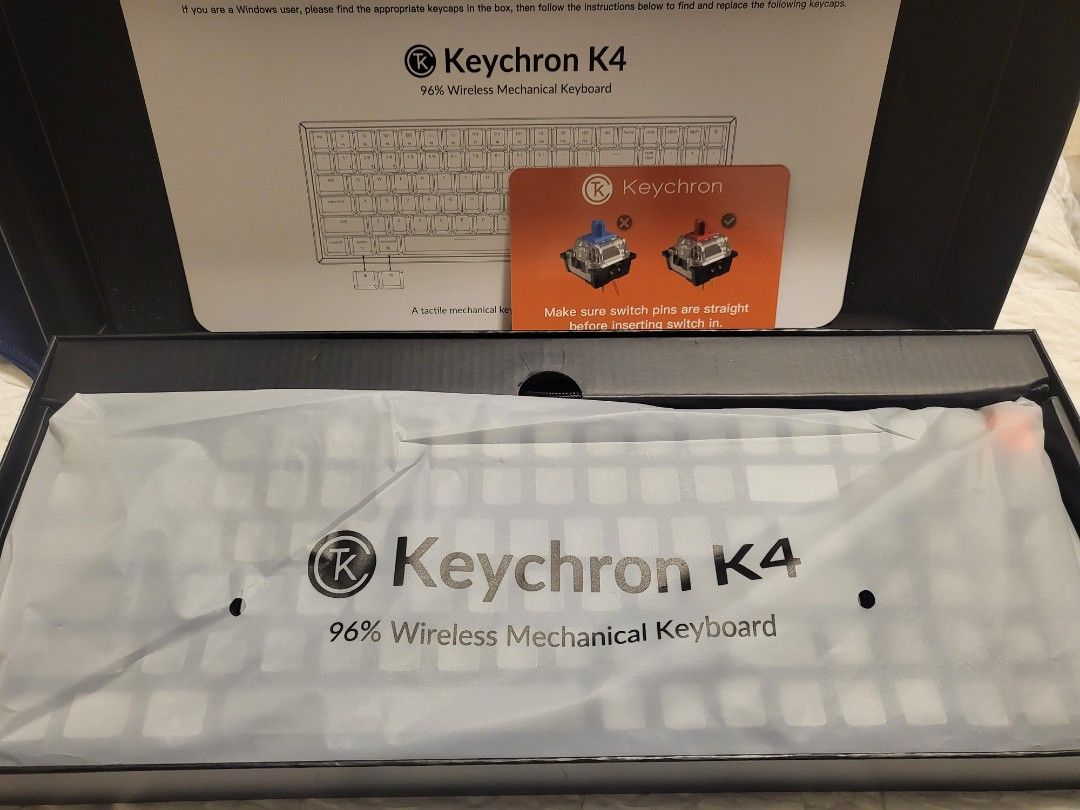 If you are a Windows user, please find the appropriate keycaps in the box, then follow the instructions below to find and replace the following keycaps.
Keychron K4
96% Wireless Mechanical Keyboard
Keychron
A tactile mechanical
Make sure switch pins are straight
before inserting switch in.
Keychron K4
96% Wireless Mechanical Keyboard